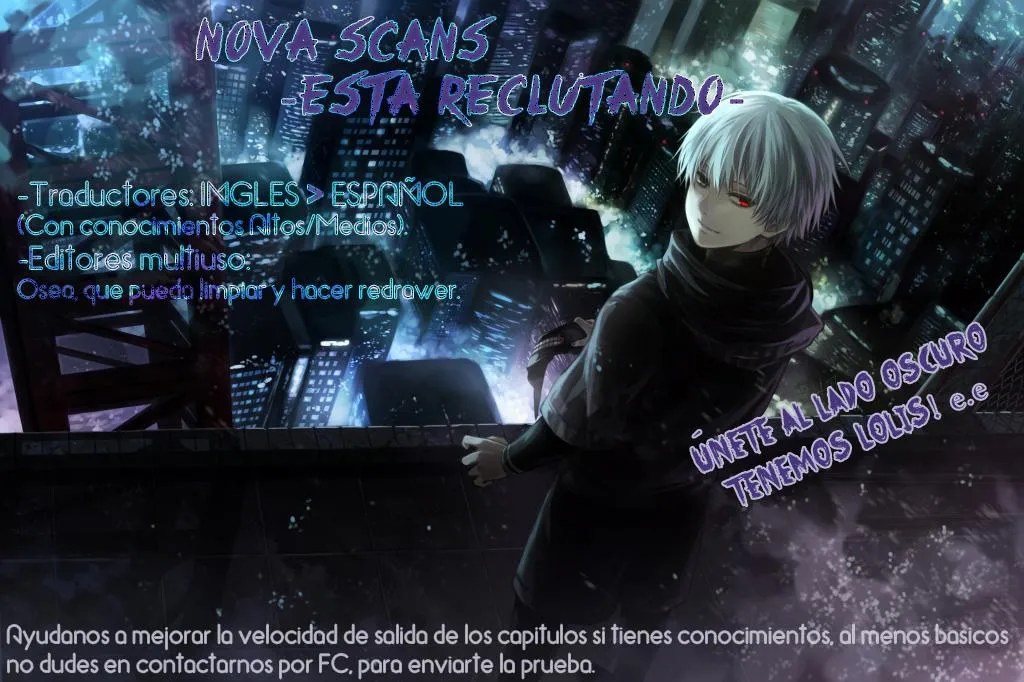 NOVA SCANS
-ESTA RECLUTANDO-
-Traductores: INGLES > ESPAÑOL
(Con conocimientos Altos/Medios).
-Editores multiuso:
Osea, que pueda limpiar y hacer redrawer.
ÚNETE AL LADO OSCURO
TENEMOS LOLIS! e.e
Ayudanos a mejorar la velocidad de salida de los capitulos si tienes conocimientos, al menos basicos
no dudes en contactarnos por FC, para enviarte la prueba.